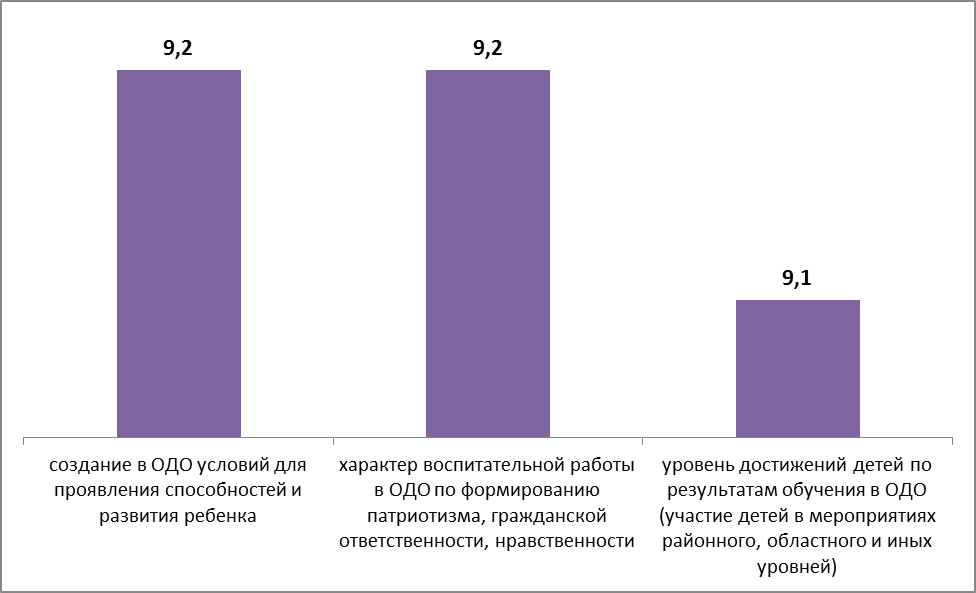 9,2
9,2
9,1
создание в ОДО условий для
проявления способностей и
развития ребенка
характер воспитательной работы
в ОДО по формированию
патриотизма, гражданской
ответственности, нравственности
уровень достижений детей по
результатам обучения в ОДО
(участие детей в мероприятиях
районного, областного и иных
уровней)